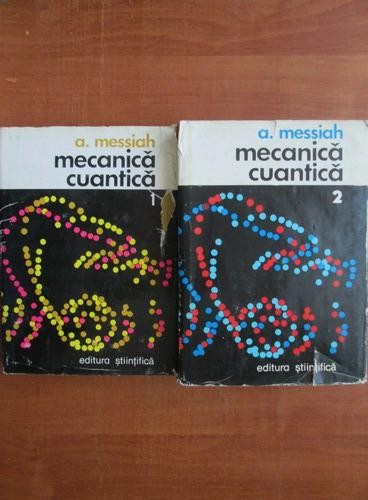 a. messiah
mecanică
cuantică
1
editura științifică
a. messiah
mecanică
cuantică
2
editura științifică